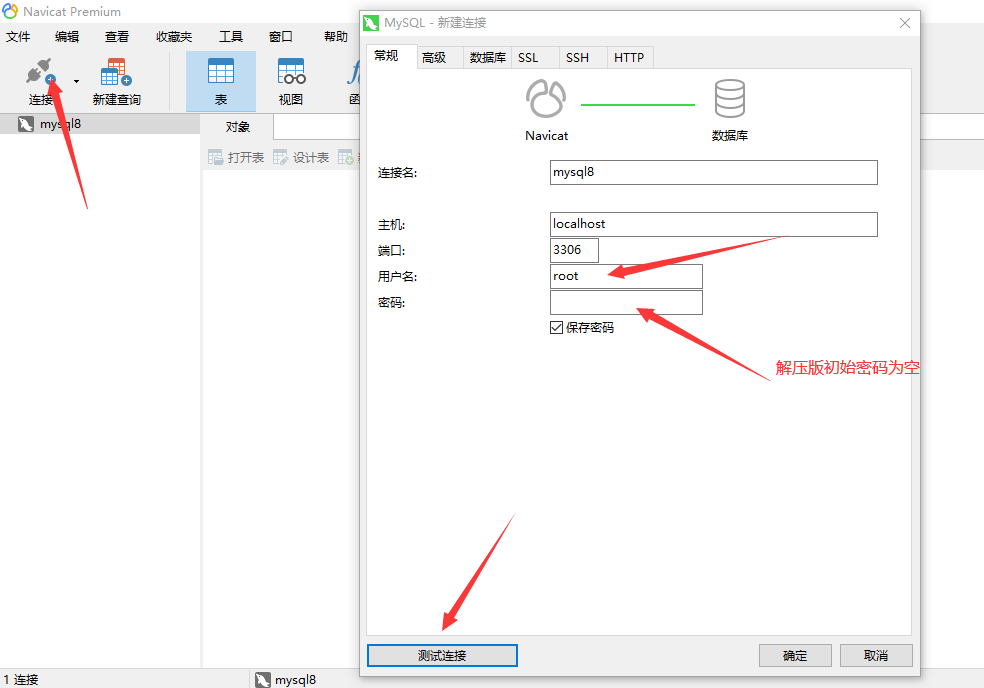 Navicat Premium
文件 编辑 查看 收藏夹 工具 窗口 帮助
连接 新建查询 表 视图
mysql8
对象
打开表 设计表
MySQL - 新建连接
常规 高级 数据库 SSL SSH HTTP
Navicat 数据库
连接名: mysql8
主机: localhost
端口: 3306
用户名: root
密码:
保存密码
解压版初始密码为空
测试连接 确定 取消
1 连接 mysql8